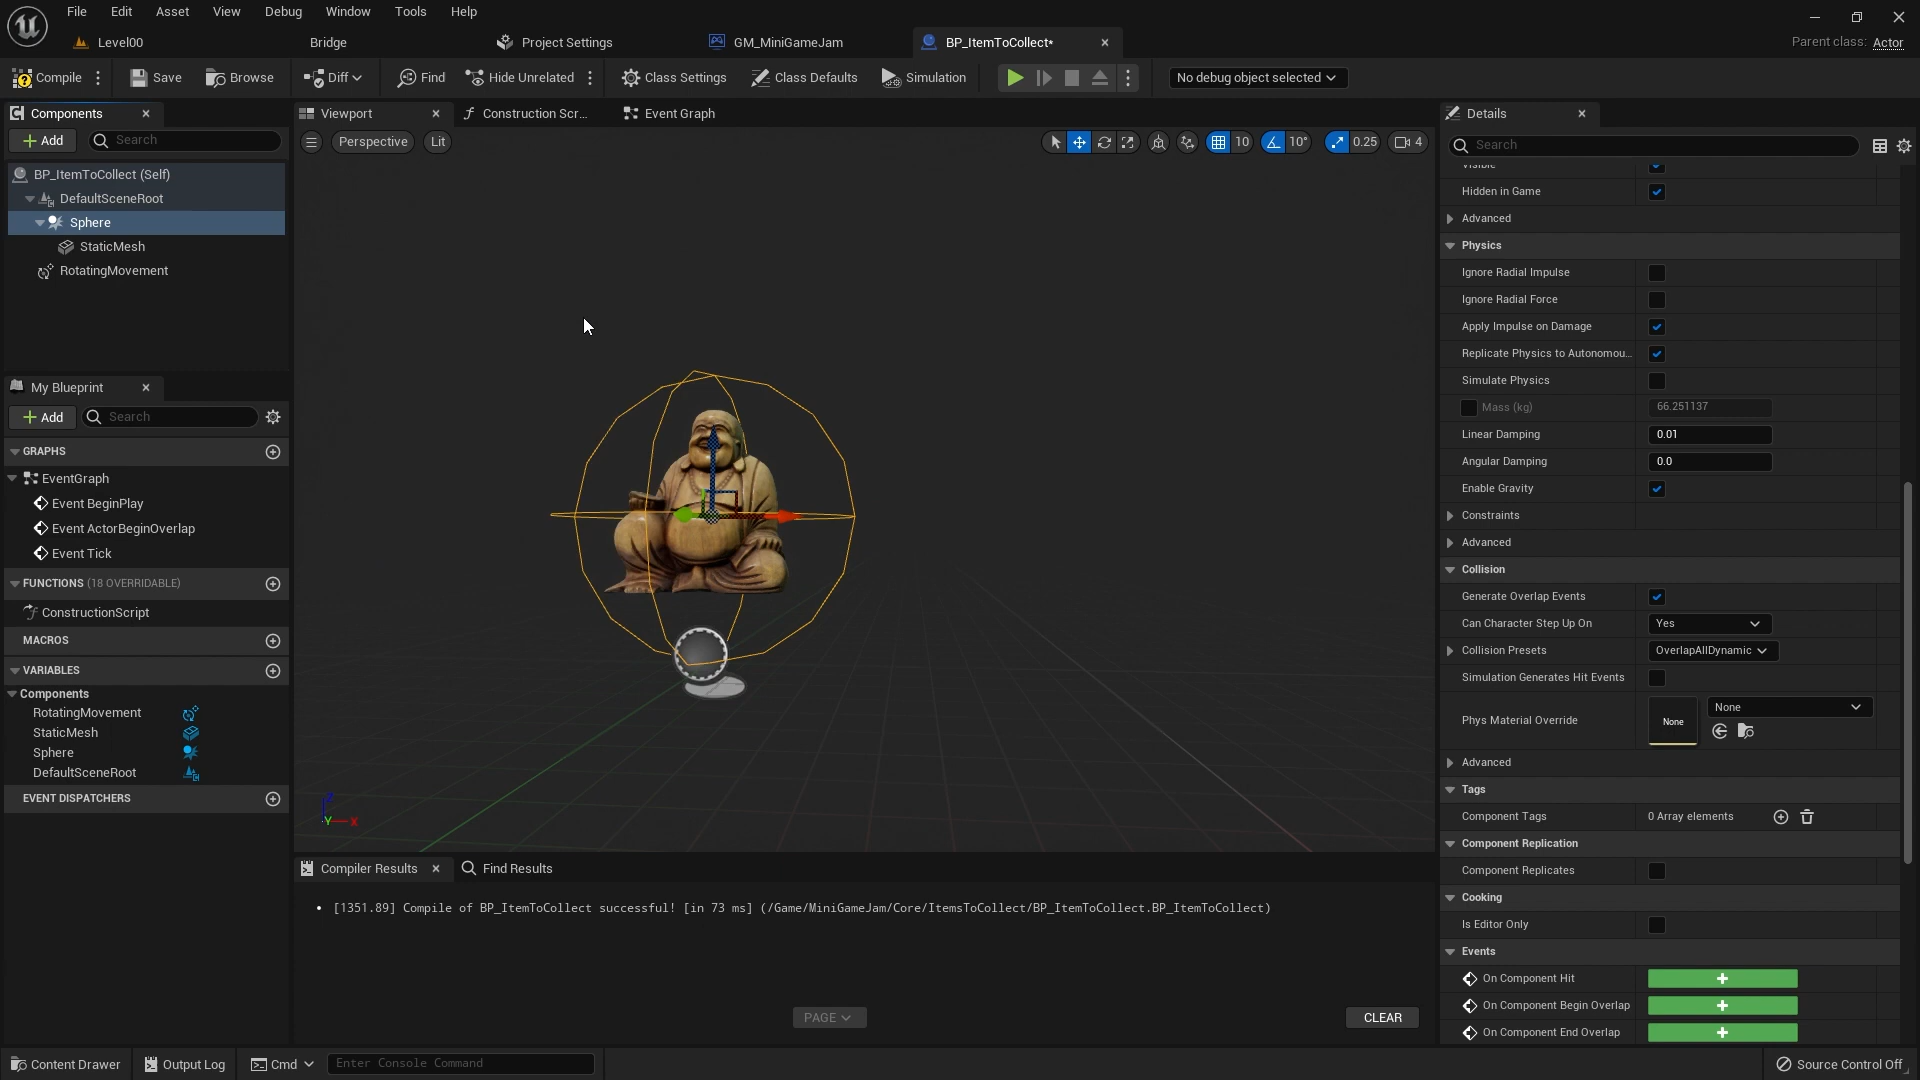 File Edit Asset View Debug Window Tools Help
Level00 Bridge Project Settings GM_MiniGameJam BP_ItemToCollect* Parent class: Actor
Compile Save Browse Diff Find Hide Unrelated Class Settings Class Defaults Simulation No debug object selected
Components Viewport Construction Scr... Event Graph Details
Add Search Perspective Lit 10 10° 0.25 4 Search
BP_ItemToCollect (Self)
DefaultSceneRoot
Sphere
StaticMesh
RotatingMovement
My Blueprint
Add Search
GRAPHS
EventGraph
Event BeginPlay
Event ActorBeginOverlap
Event Tick
FUNCTIONS (18 OVERRIDABLE)
ConstructionScript
MACROS
VARIABLES
Components
RotatingMovement
StaticMesh
Sphere
DefaultSceneRoot
EVENT DISPATCHERS
Z
Y X
Compiler Results Find Results
[1351.89] Compile of BP_ItemToCollect successful! [in 73 ms] (/Game/MiniGameJam/Core/ItemsToCollect/BP_ItemToCollect.BP_ItemToCollect)
PAGE CLEAR
Visible
Hidden in Game
Advanced
Physics
Ignore Radial Impulse
Ignore Radial Force
Apply Impulse on Damage
Replicate Physics to Autonomou...
Simulate Physics
Mass (kg) 66.251137
Linear Damping 0.01
Angular Damping 0.0
Enable Gravity
Constraints
Advanced
Collision
Generate Overlap Events
Can Character Step Up On Yes
Collision Presets OverlapAllDynamic
Simulation Generates Hit Events
Phys Material Override None None
Advanced
Tags
Component Tags 0 Array elements
Component Replication
Component Replicates
Cooking
Is Editor Only
Events
On Component Hit
On Component Begin Overlap
On Component End Overlap
Content Drawer Output Log Cmd Enter Console Command Source Control Off